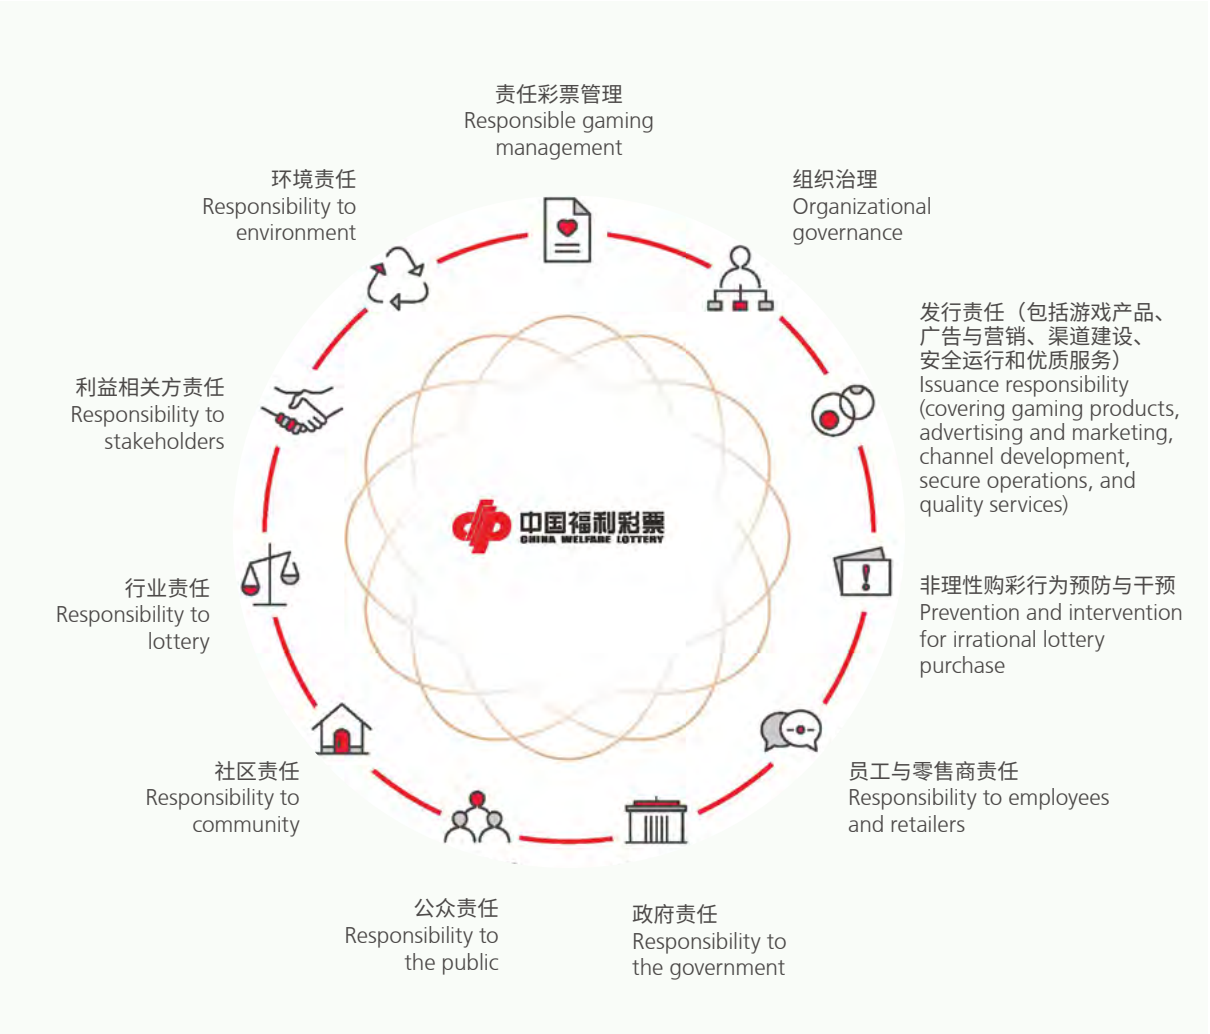 责任彩票管理
Responsible gaming
management
组织治理
Organizational
governance
发行责任（包括游戏产品、
广告与营销、渠道建设、
安全运行和优质服务）
Issuance responsibility
(covering gaming products,
advertising and marketing,
channel development,
secure operations, and
quality services)
非理性购彩行为预防与干预
Prevention and intervention
for irrational lottery
purchase
员工与零售商责任
Responsibility to employees
and retailers
政府责任
Responsibility to
the government
公众责任
Responsibility to
the public
社区责任
Responsibility to
community
行业责任
Responsibility to
lottery
利益相关方责任
Responsibility to
stakeholders
环境责任
Responsibility to
environment
中国福利彩票
CHINA WELFARE LOTTERY